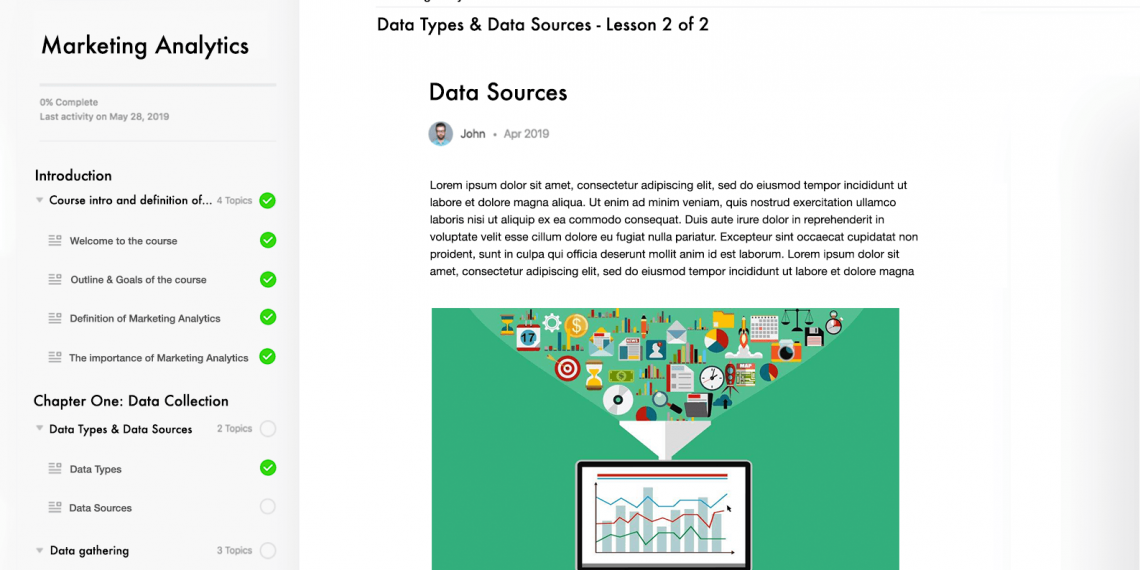 Marketing Analytics
0% Complete
Last activity on May 28, 2019
Introduction
Course intro and definition of... 4 Topics
Welcome to the course
Outline & Goals of the course
Definition of Marketing Analytics
The importance of Marketing Analytics
Chapter One: Data Collection
Data Types & Data Sources 2 Topics
Data Types
Data Sources
Data gathering 3 Topics
Data Types & Data Sources - Lesson 2 of 2
Data Sources
John • Apr 2019
Lorem ipsum dolor sit amet, consectetur adipiscing elit, sed do eiusmod tempor incididunt ut
labore et dolore magna aliqua. Ut enim ad minim veniam, quis nostrud exercitation ullamco
laboris nisi ut aliquip ex ea commodo consequat. Duis aute irure dolor in reprehenderit in
voluptate velit esse cillum dolore eu fugiat nulla pariatur. Excepteur sint occaecat cupidatat non
proident, sunt in culpa qui officia deserunt mollit anim id est laborum. Lorem ipsum dolor sit
amet, consectetur adipiscing elit, sed do eiusmod tempor incididunt ut labore et dolore magna
17
$
MAP